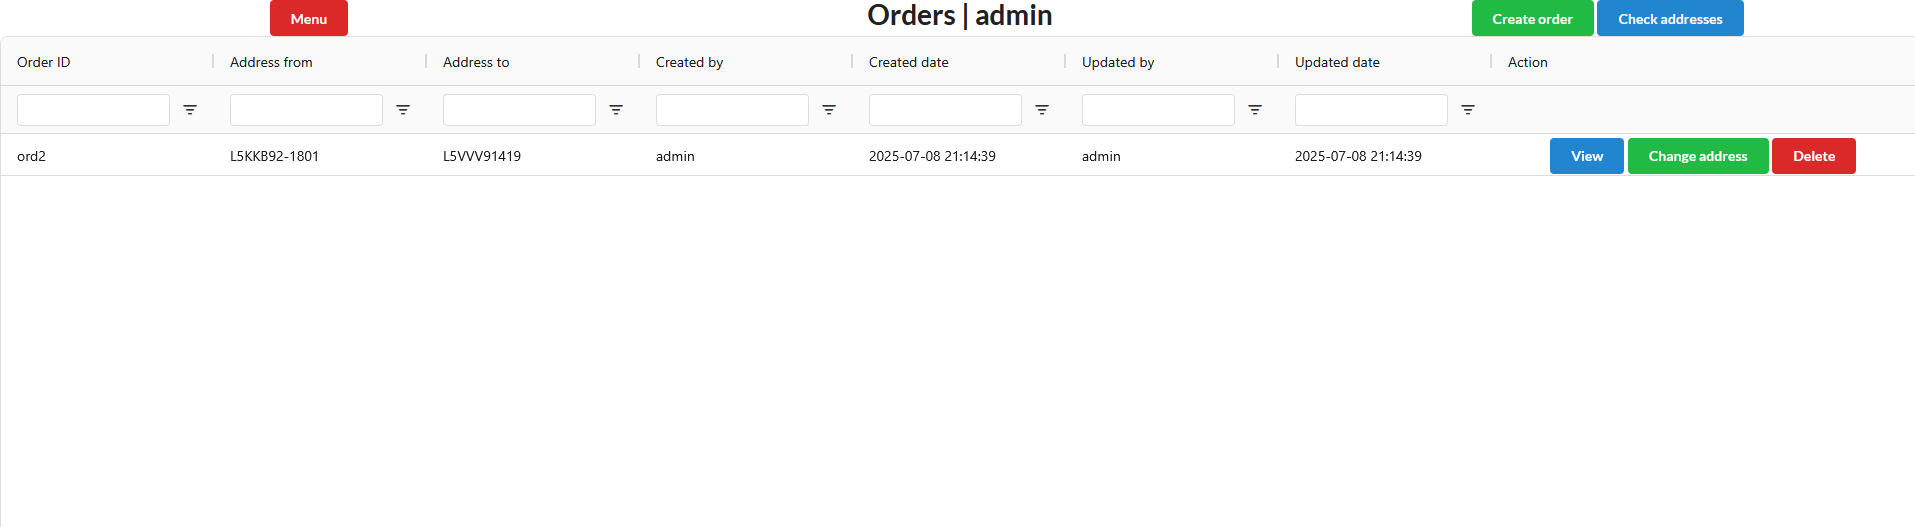 Menu Orders | admin Create order Check addresses
Order ID Address from Address to Created by Created date Updated by Updated date Action
ord2 L5KKB92-1801 L5VVV91419 admin 2025-07-08 21:14:39 admin 2025-07-08 21:14:39 View Change address Delete